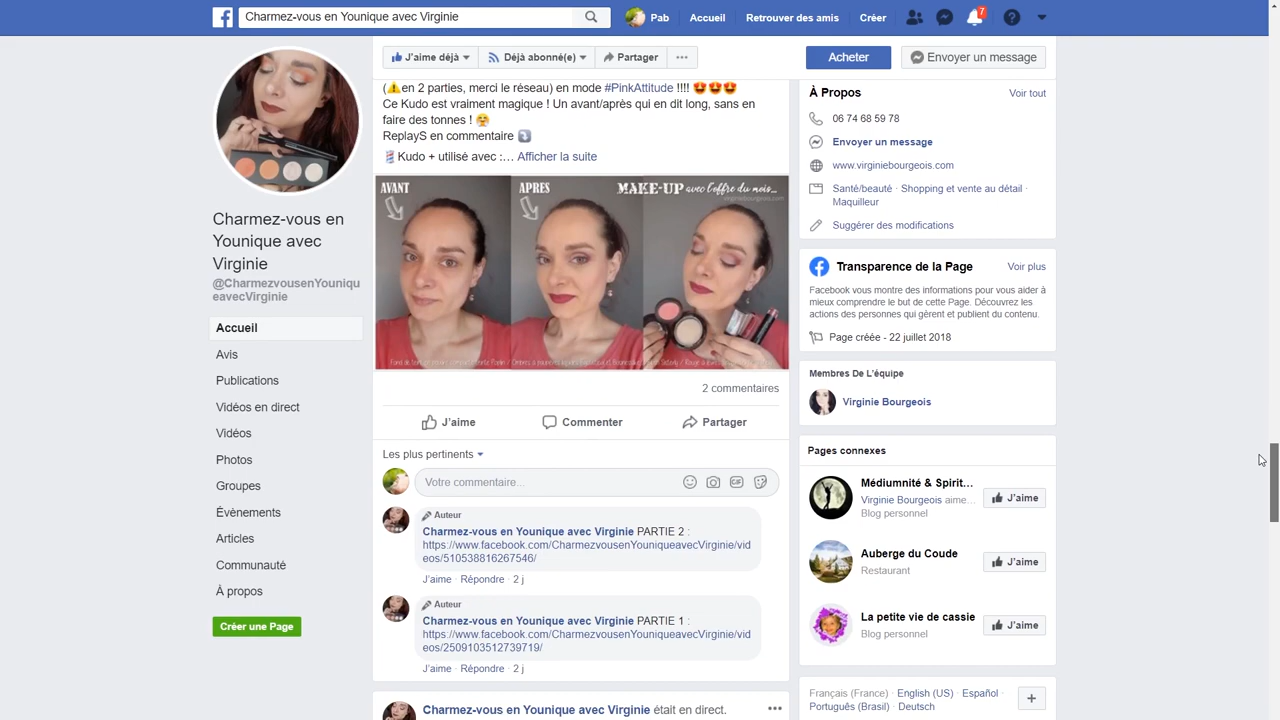 Charmez-vous en Younique avec Virginie
Pab
Accueil
Retrouver des amis
Créer
7
J'aime déjà
Déjà abonné(e)
Partager
Acheter
Envoyer un message
Charmez-vous en
Younique avec
Virginie
@CharmezvousenYouniqu
eavecVirginie
Accueil
Avis
Publications
Vidéos en direct
Vidéos
Photos
Groupes
Évènements
Articles
Communauté
À propos
Créer une Page
(⚠️en 2 parties, merci le réseau) en mode #PinkAttitude !!!! 🤩🤩🤩
Ce Kudo est vraiment magique ! Un avant/après qui en dit long, sans en
faire des tonnes !
ReplayS en commentaire ⤵️
💈Kudo + utilisé avec :... Afficher la suite
AVANT
APRES
MAKE-UP avec l'offre du mois...
virginiebourgeois.com
2 commentaires
J'aime
Commenter
Partager
Les plus pertinents
Votre commentaire...
GIF
Auteur
Charmez-vous en Younique avec Virginie PARTIE 2 :
https://www.facebook.com/CharmezvousenYouniqueavecVirginie/vid
eos/510538816267546/
J'aime · Répondre · 2 j
Auteur
Charmez-vous en Younique avec Virginie PARTIE 1 :
https://www.facebook.com/CharmezvousenYouniqueavecVirginie/vid
eos/2509103512739719/
J'aime · Répondre · 2 j
Charmez-vous en Younique avec Virginie était en direct.
À Propos
Voir tout
06 74 68 59 78
Envoyer un message
www.virginiebourgeois.com
Santé/beauté · Shopping et vente au détail ·
Maquilleur
Suggérer des modifications
Transparence de la Page
Voir plus
Facebook vous montre des informations pour vous aider à
mieux comprendre le but de cette Page. Découvrez les
actions des personnes qui gèrent et publient du contenu.
Page créée - 22 juillet 2018
Membres De L'équipe
Virginie Bourgeois
Pages connexes
Médiumnité & Spirit...
Virginie Bourgeois aime...
Blog personnel
J'aime
Auberge du Coude
Restaurant
J'aime
La petite vie de cassie
Blog personnel
J'aime
Français (France) · English (US) · Español ·
Português (Brasil) · Deutsch